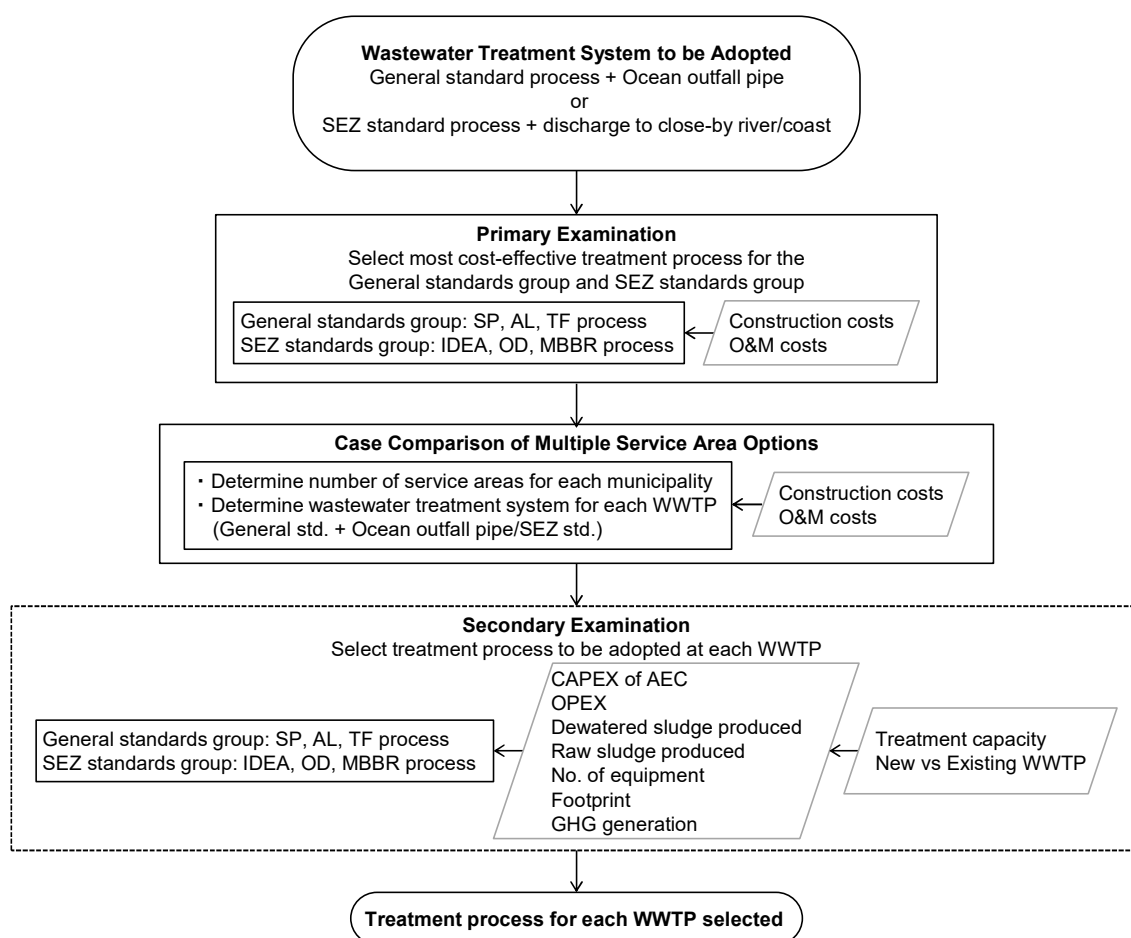 Wastewater Treatment System to be Adopted
General standard process + Ocean outfall pipe
or
SEZ standard process + discharge to close-by river/coast
Primary Examination
Select most cost-effective treatment process for the
General standards group and SEZ standards group
General standards group: SP, AL, TF process
SEZ standards group: IDEA, OD, MBBR process
Construction costs
O&M costs
Case Comparison of Multiple Service Area Options
・Determine number of service areas for each municipality
・Determine wastewater treatment system for each WWTP
(General std. + Ocean outfall pipe/SEZ std.)
Construction costs
O&M costs
Secondary Examination
Select treatment process to be adopted at each WWTP
General standards group: SP, AL, TF process
SEZ standards group: IDEA, OD, MBBR process
CAPEX of AEC
OPEX
Dewatered sludge produced
Raw sludge produced
No. of equipment
Footprint
GHG generation
Treatment capacity
New vs Existing WWTP
Treatment process for each WWTP selected